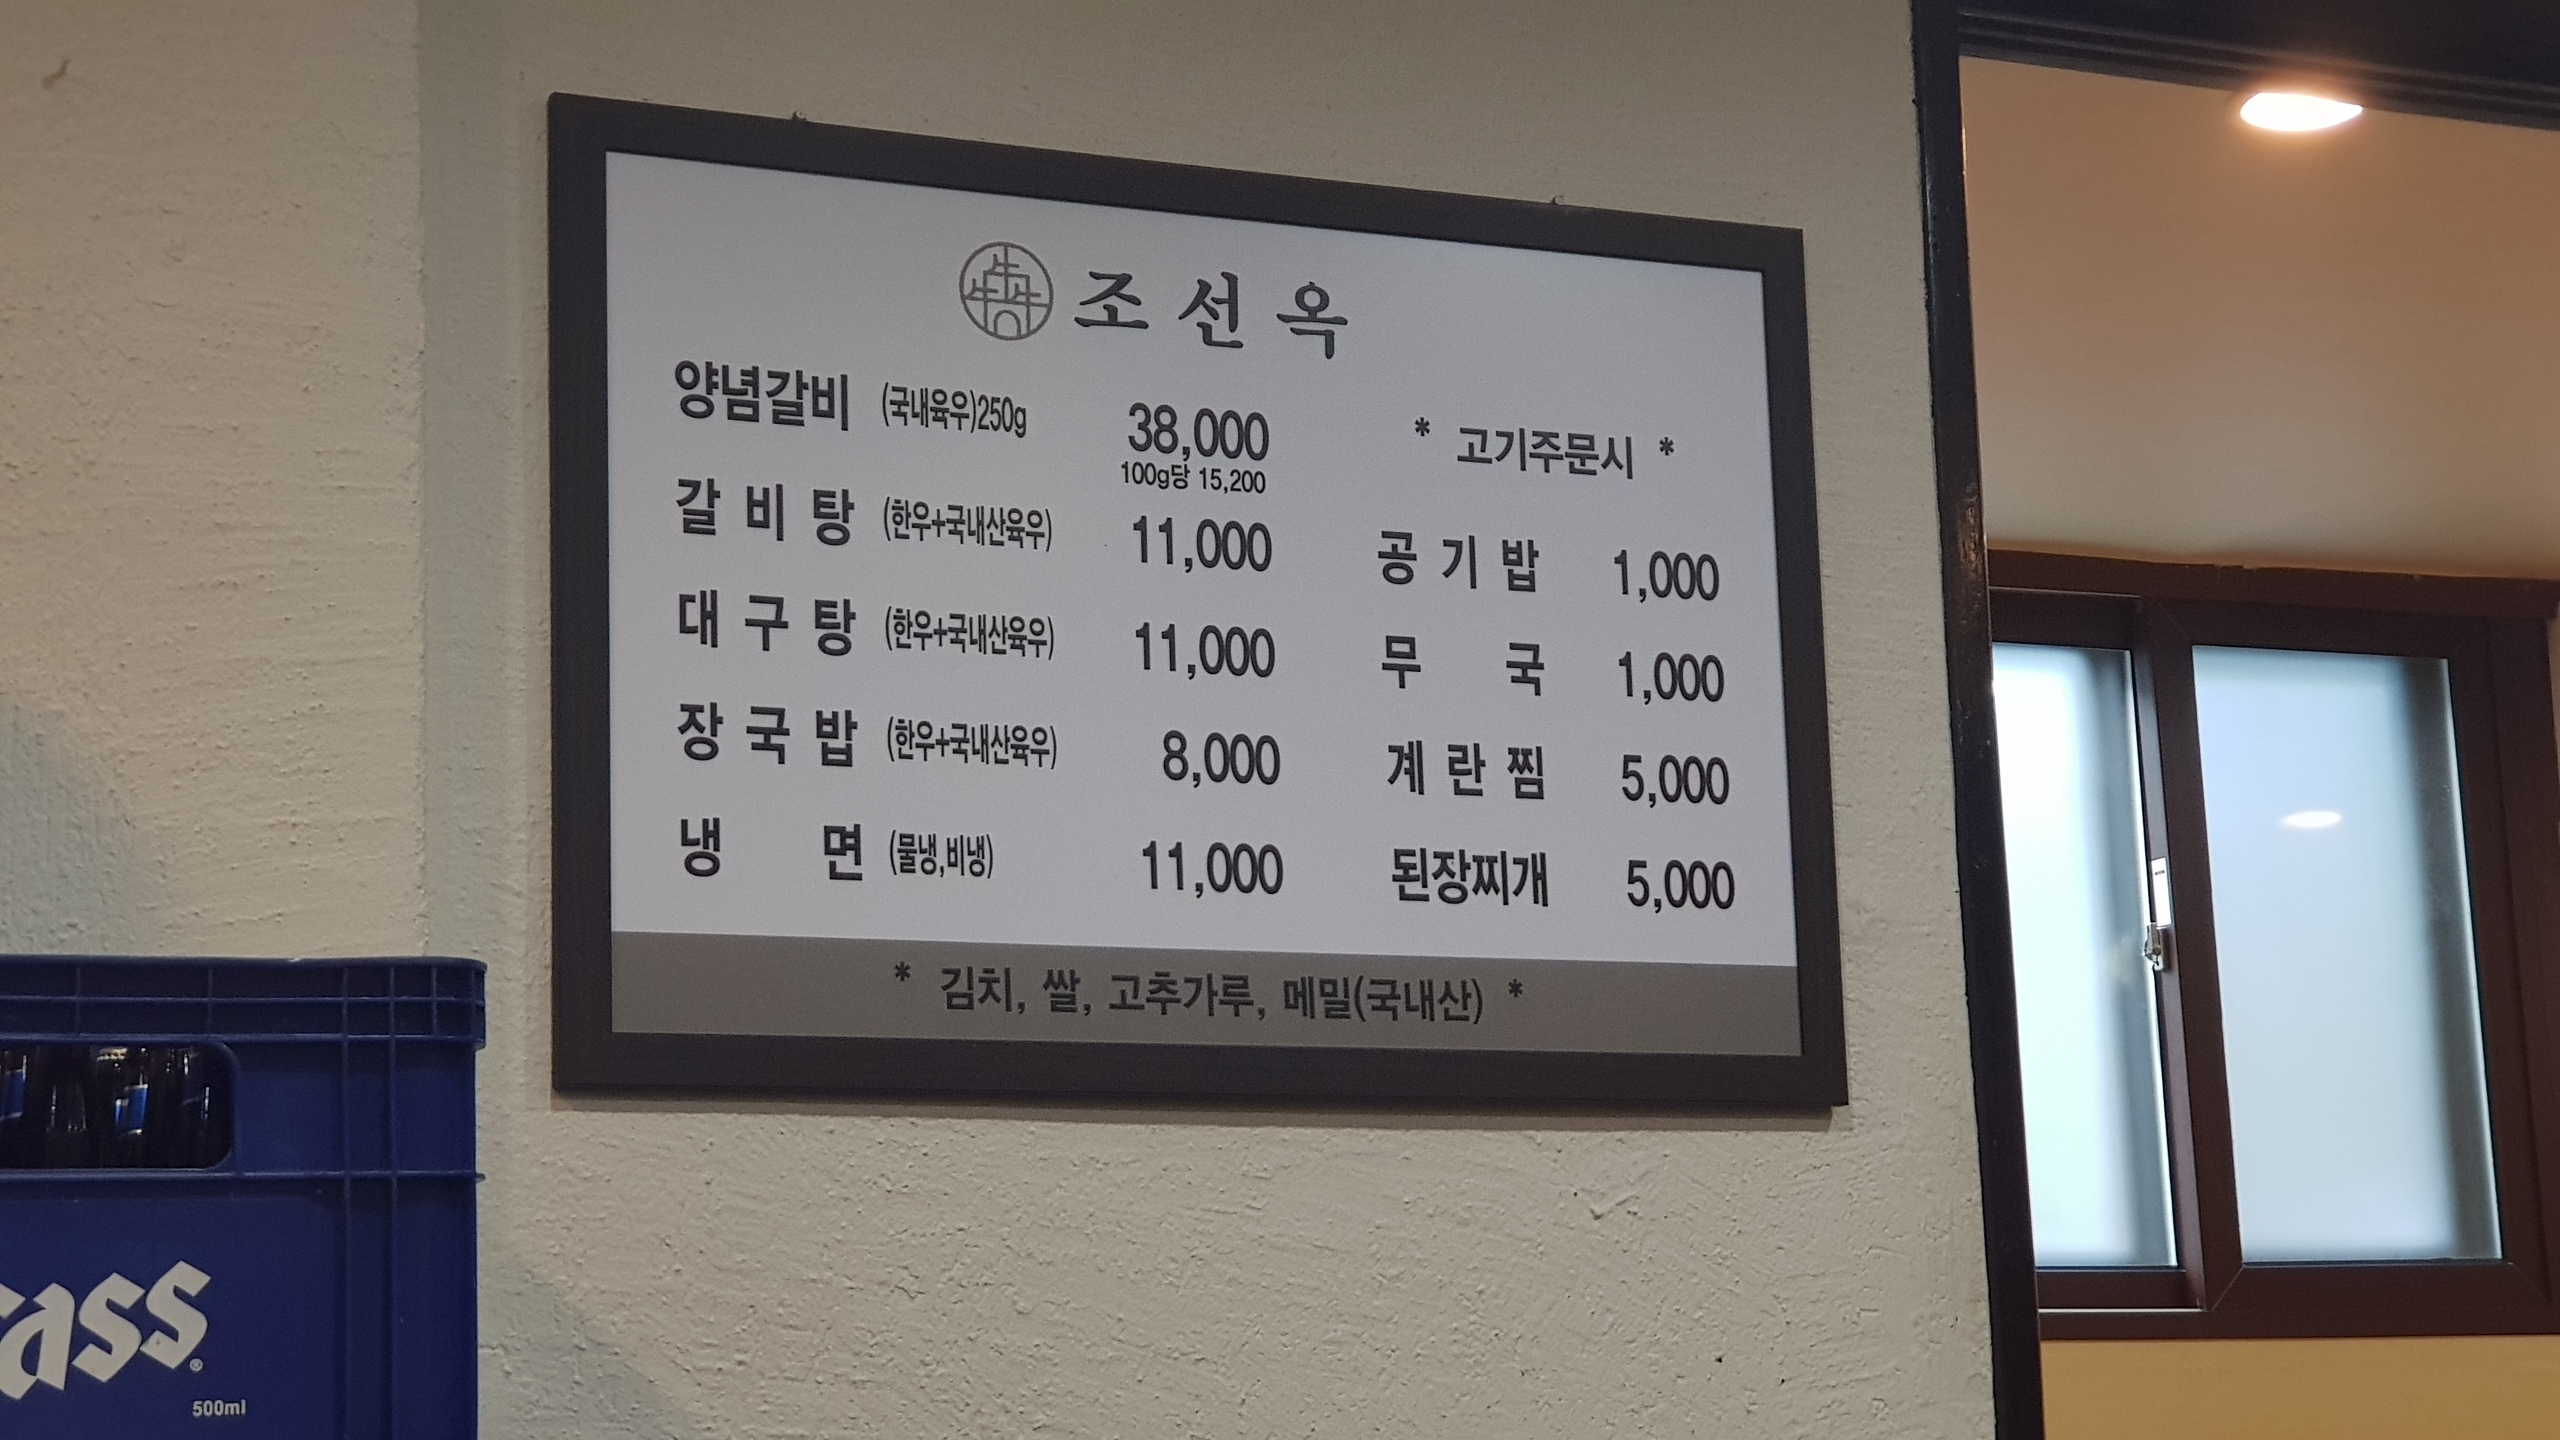 조선옥
양념갈비 (국내육우)250g 38,000
100g당 15,200
갈비탕 (한우+국내산육우) 11,000
대구탕 (한우+국내산육우) 11,000
장국밥 (한우+국내산육우) 8,000
냉면 (물냉,비냉) 11,000
* 고기주문시 *
공기밥 1,000
무국 1,000
계란찜 5,000
된장찌개 5,000
* 김치, 쌀, 고추가루, 메밀(국내산) *
cass®
500ml